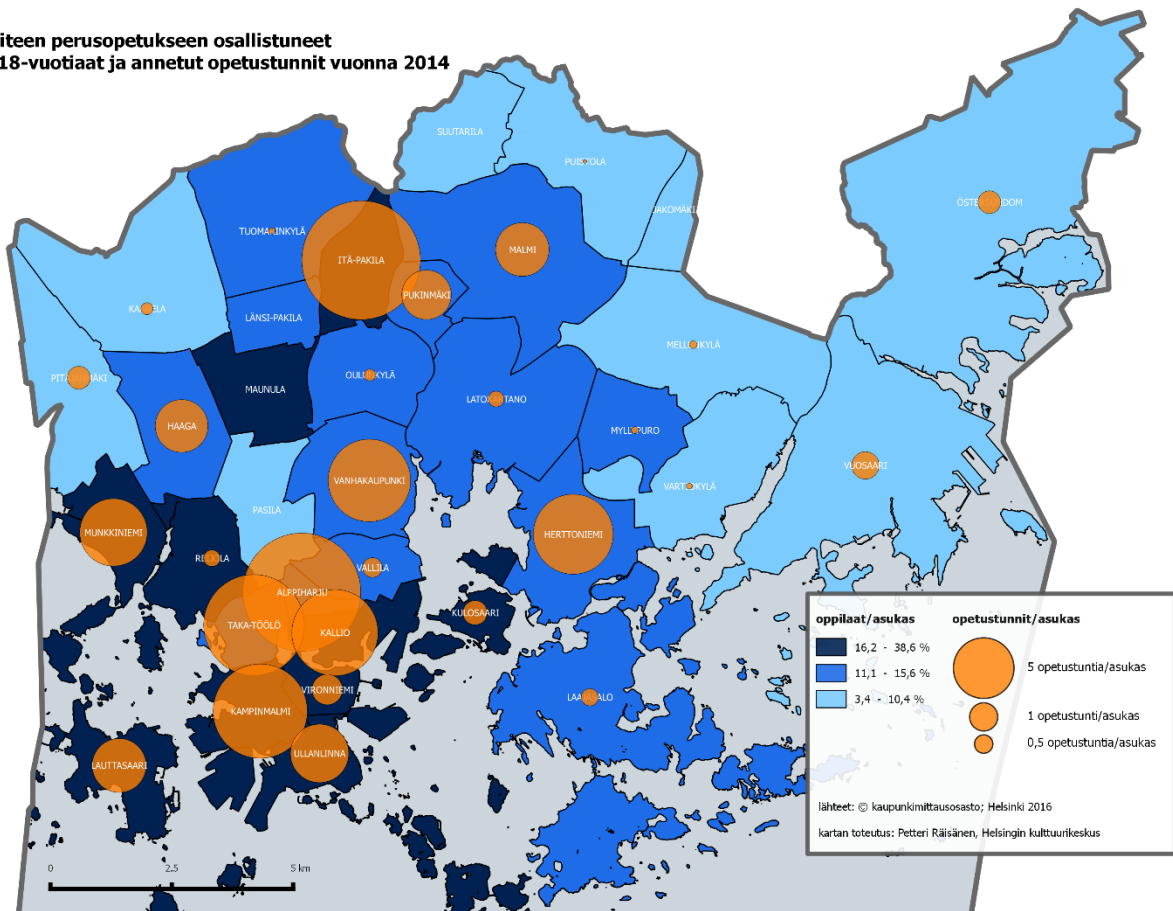 iteen perusopetukseen osallistuneet
18-vuotiaat ja annetut opetustunnit vuonna 2014
SUUTARILA
PUISTOLA
JAKOMÄKI
ÖSTERSUNDOM
TUOMARINKYLÄ
ITÄ-PAKILA
MALMI
PUKINMÄKI
KANNELA
LÄNSI-PAKILA
MELLUNKYLÄ
PITÄJÄNMÄKI
MAUNULA
OULUNKYLÄ
LATOKARTANO
HAAGA
MYLLYPURO
VANHAKAUPUNKI
VUOSAARI
VARTIOKYLÄ
PASILA
MUNKKINIEMI
HERTTONIEMI
REIJOLA
VALLILA
ALPPIHARJU
KULOSAARI
TAKA-TÖÖLÖ
KALLIO
VIRONNIEMI
LAAJASALO
KAMPINMALMI
ULLANLINNA
LAUTTASAARI
oppilaat/asukas
16,2 - 38,6 %
11,1 - 15,6 %
3,4 - 10,4 %
opetustunnit/asukas
5 opetustuntia/asukas
1 opetustunti/asukas
0,5 opetustuntia/asukas
lähteet: © kaupunkimittausosasto; Helsinki 2016
kartan toteutus: Petteri Räisänen, Helsingin kulttuurikeskus
0 2.5 5 km